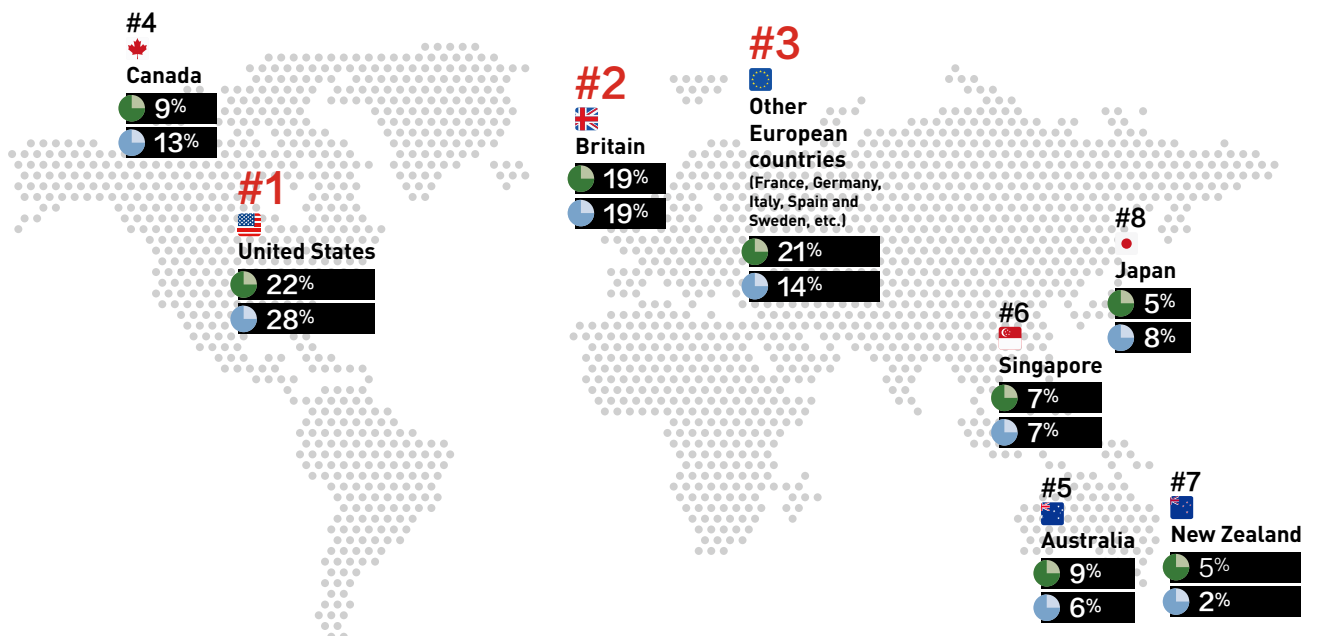 #4
Canada
9%
13%
#1
United States
22%
28%
#2
Britain
19%
19%
#3
Other
European
countries
(France, Germany,
Italy, Spain and
Sweden, etc.)
21%
14%
#8
Japan
5%
8%
#6
Singapore
7%
7%
#5
Australia
9%
6%
#7
New Zealand
5%
2%